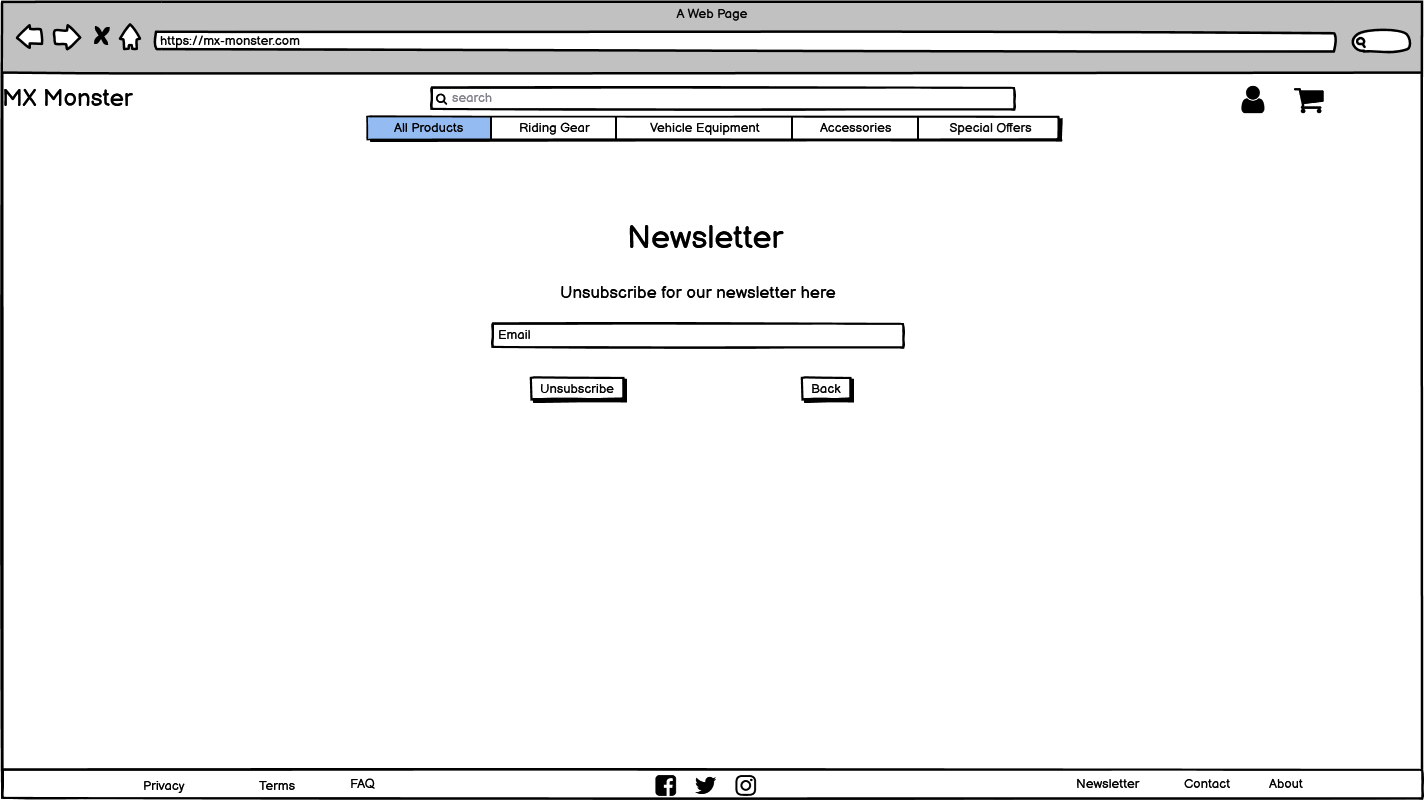 A Web Page
https://mx-monster.com
MX Monster
search
All Products Riding Gear Vehicle Equipment Accessories Special Offers
Newsletter
Unsubscribe for our newsletter here
Email
Unsubscribe Back
Privacy Terms FAQ Newsletter Contact About